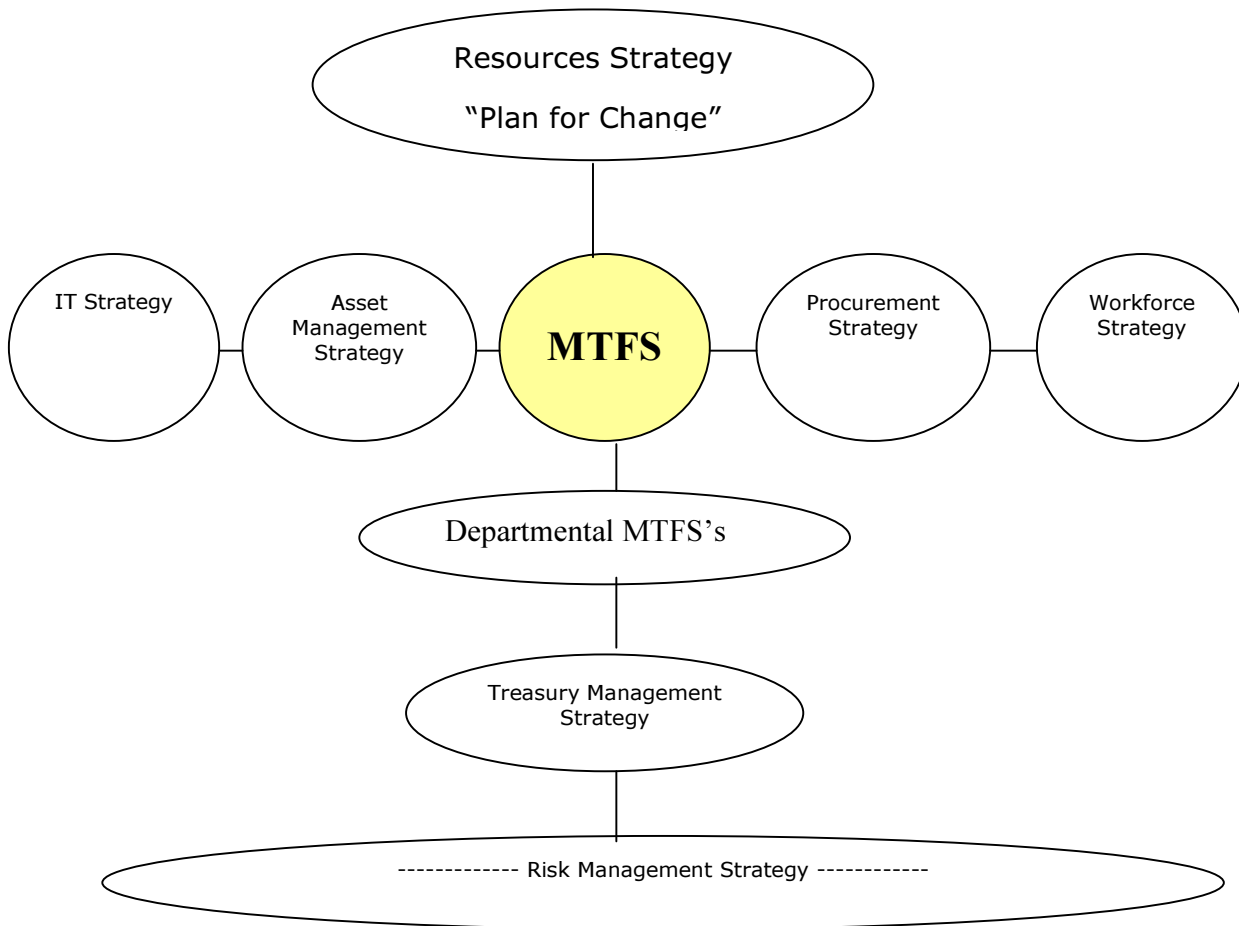 Resources Strategy
“Plan for Change”
IT Strategy
Asset
Management
Strategy
MTFS
Procurement
Strategy
Workforce
Strategy
Departmental MTFS’s
Treasury Management
Strategy
------------- Risk Management Strategy ------------